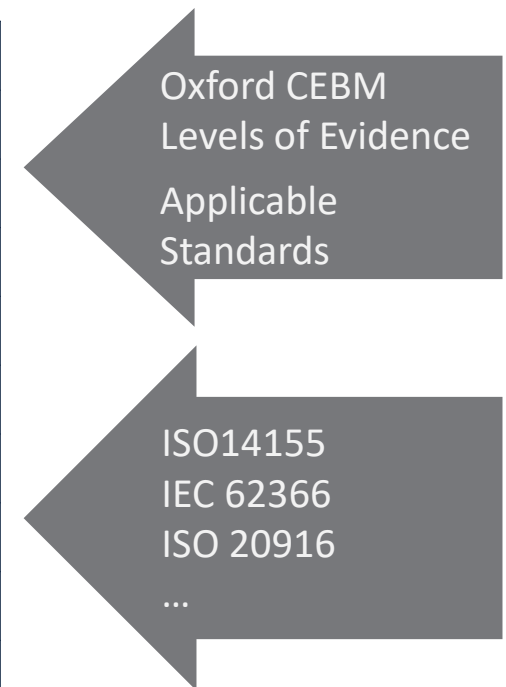 Oxford CEBM
Levels of Evidence
Applicable
Standards
ISO14155
IEC 62366
ISO 20916
...